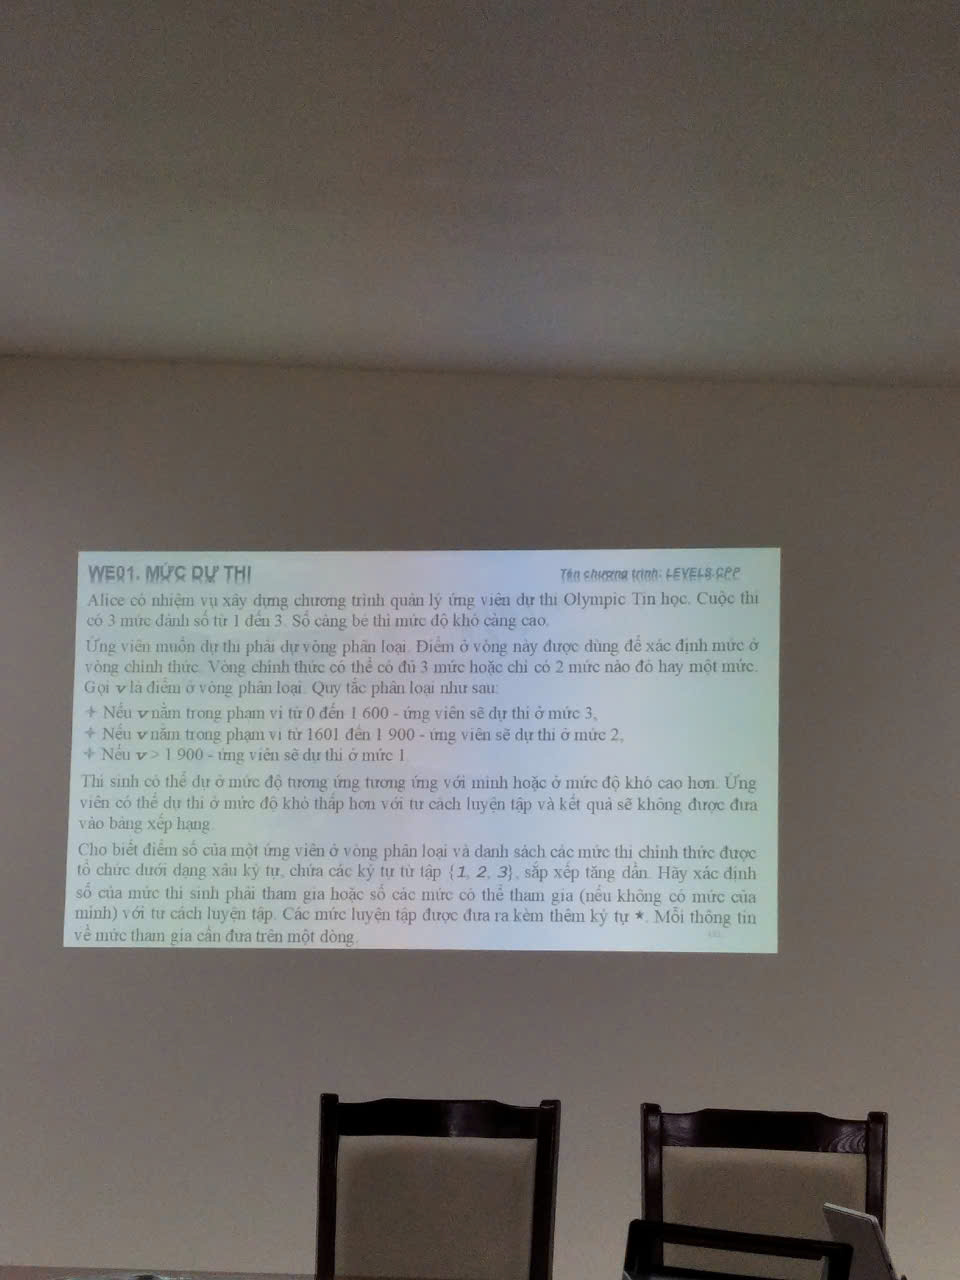 WE01. MỨC DỰ THI
Tên chương trình: LEVELS.CPP
Alice có nhiệm vụ xây dựng chương trình quản lý ứng viên dự thi Olympic Tin học. Cuộc thi
có 3 mức đánh số từ 1 đến 3. Số càng bé thì mức độ khó càng cao.
Ứng viên muốn dự thi phải dự vòng phân loại. Điểm ở vòng này được dùng để xác định mức ở
vòng chính thức. Vòng chính thức có thể có đủ 3 mức hoặc chỉ có 2 mức nào đó hay một mức.
Gọi v là điểm ở vòng phân loại. Quy tắc phân loại như sau:
✦ Nếu v nằm trong phạm vi từ 0 đến 1 600 - ứng viên sẽ dự thi ở mức 3,
✦ Nếu v nằm trong phạm vi từ 1601 đến 1 900 - ứng viên sẽ dự thi ở mức 2,
✦ Nếu v > 1 900 - ứng viên sẽ dự thi ở mức 1.
Thí sinh có thể dự ở mức độ tương ứng tương ứng với mình hoặc ở mức độ khó cao hơn. Ứng
viên có thể dự thi ở mức độ khó thấp hơn với tư cách luyện tập và kết quả sẽ không được đưa
vào bảng xếp hạng.
Cho biết điểm số của một ứng viên ở vòng phân loại và danh sách các mức thi chính thức được
tổ chức dưới dạng xâu ký tự, chứa các ký tự từ tập {1, 2, 3}, sắp xếp tăng dần. Hãy xác định
số của mức thí sinh phải tham gia hoặc số các mức có thể tham gia (nếu không có mức của
mình) với tư cách luyện tập. Các mức luyện tập được đưa ra kèm thêm ký tự ★. Mỗi thông tin
về mức tham gia cần đưa trên một dòng.